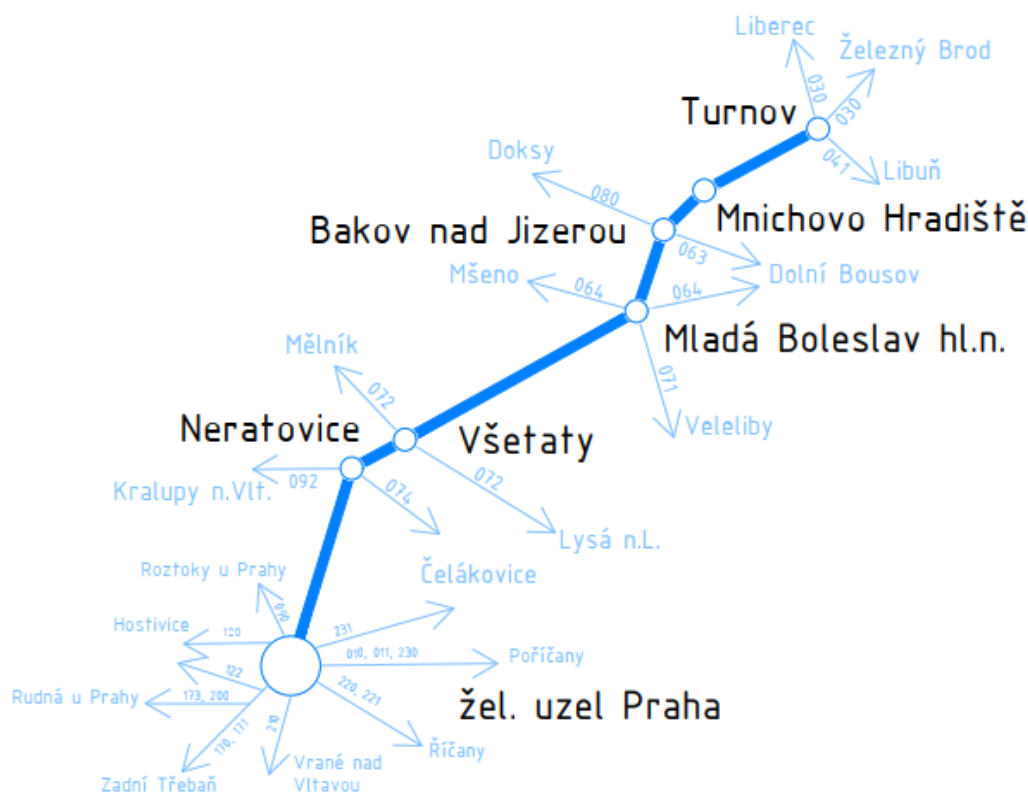 Liberec
Železný Brod
030
030
Turnov
041
Libuň
Doksy
080
Mnichovo Hradiště
Bakov nad Jizerou
063
Mšeno
064
064
Dolní Bousov
Mladá Boleslav hl.n.
071
Veleliby
Mělník
072
Neratovice
Všetaty
072
092
Kralupy n.Vlt.
074
Lysá n.L.
Roztoky u Prahy
Čelákovice
090
Hostivice
120
231
010, 011, 230
Poříčany
122
220, 221
Rudná u Prahy
173, 200
žel. uzel Praha
170, 171
210
Říčany
Vrané nad
Vltavou
Zadní Třebaň